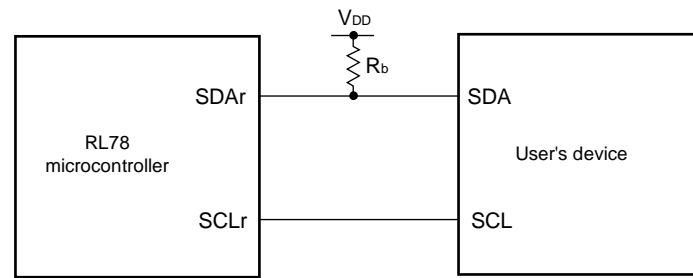 VDD
Rb
SDAr
SDA
RL78
microcontroller
User's device
SCLr
SCL